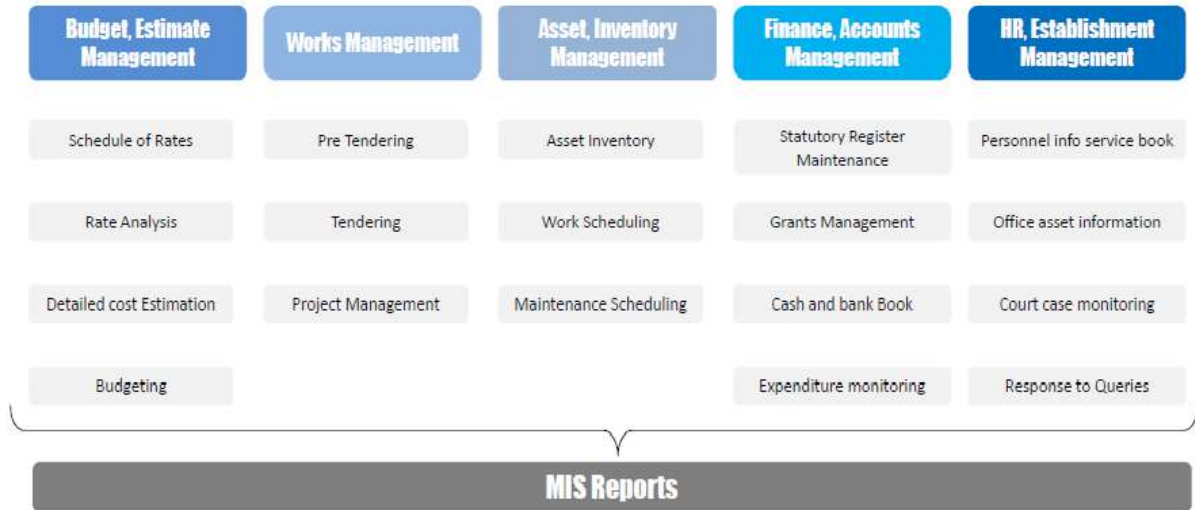 Budget, Estimate
Management
Works Management
Asset, Inventory
Management
Finance, Accounts
Management
HR, Establishment
Management
Schedule of Rates
Pre Tendering
Asset Inventory
Statutory Register
Maintenance
Personnel info service book
Rate Analysis
Tendering
Work Scheduling
Grants Management
Office asset information
Detailed cost Estimation
Project Management
Maintenance Scheduling
Cash and bank Book
Court case monitoring
Budgeting
Expenditure monitoring
Response to Queries
MIS Reports